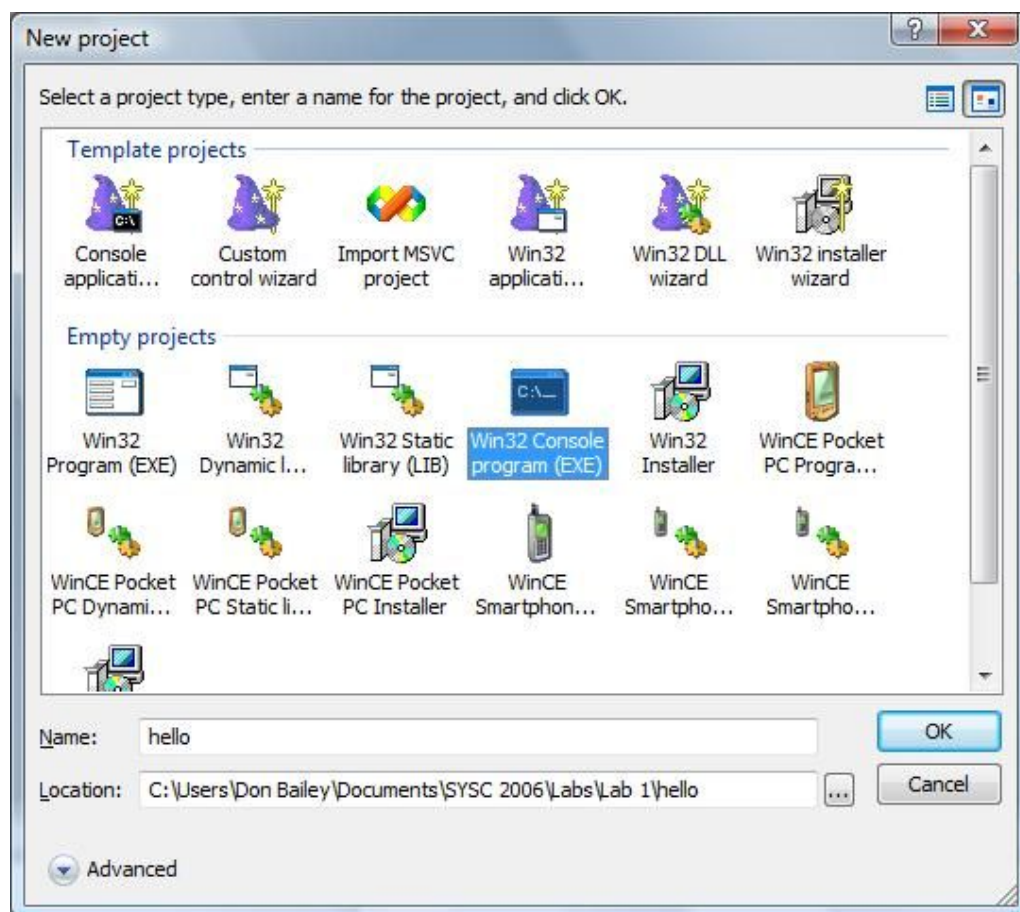 New project
Select a project type, enter a name for the project, and click OK.
Template projects
Console applicati...
Custom control wizard
Import MSVC project
Win32 applicati...
Win32 DLL wizard
Win32 installer wizard
Empty projects
Win32 Program (EXE)
Win32 Dynamic l...
Win32 Static library (LIB)
Win32 Console program (EXE)
Win32 Installer
WinCE Pocket PC Progra...
WinCE Pocket PC Dynami...
WinCE Pocket PC Static li...
WinCE Pocket PC Installer
WinCE Smartphon...
WinCE Smartpho...
WinCE Smartpho...
Name: hello
OK
Location: C:\Users\Don Bailey\Documents\SYSC 2006\Labs\Lab 1\hello
...
Cancel
Advanced